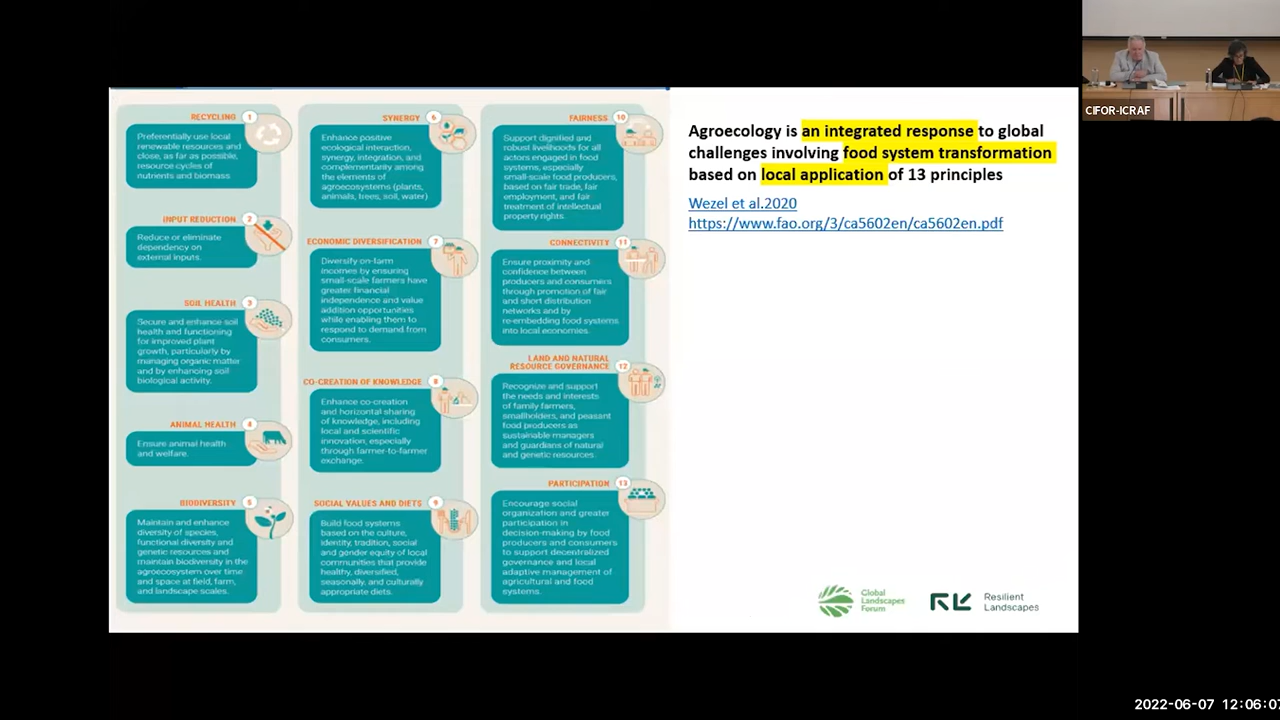 RECYCLING 1
Preferentially use local
renewable resources and
close, as far as possible,
resource cycles of
nutrients and biomass
INPUT REDUCTION 2
Reduce or eliminate
dependency on
external inputs.
SOIL HEALTH 3
Secure and enhance soil
health and functioning
for improved plant
growth, particularly by
managing organic matter
and by enhancing soil
biological activity.
ANIMAL HEALTH 4
Ensure animal health
and welfare.
BIODIVERSITY 5
Maintain and enhance
diversity of species,
functional diversity and
genetic resources and
maintain biodiversity in the
agroecosystem over time
and space at field, farm,
and landscape scales.
SYNERGY 6
Enhance positive
ecological interaction,
synergy, integration, and
complementarity among
the elements of
agroecosystems (plants,
animals, trees, soil, water)
ECONOMIC DIVERSIFICATION 7
Diversify on-farm
incomes by ensuring
small-scale farmers have
greater financial
independence and value
addition opportunities
while enabling them to
respond to demand from
consumers.
CO-CREATION OF KNOWLEDGE 8
Enhance co-creation
and horizontal sharing
of knowledge, including
local and scientific
innovation, especially
through farmer-to-farmer
exchange.
SOCIAL VALUES AND DIETS 9
Build food systems
based on the culture,
identity, tradition, social
and gender equity of local
communities that provide
healthy, diversified,
seasonally, and culturally
appropriate diets.
FAIRNESS 10
Support dignified and
robust livelihoods for all
actors engaged in food
systems, especially
small-scale food producers,
based on fair trade, fair
employment, and fair
treatment of intellectual
property rights.
CONNECTIVITY 11
Ensure proximity and
confidence between
producers and consumers
through promotion of fair
and short distribution
networks and by
re-embedding food systems
into local economies.
LAND AND NATURAL
RESOURCE GOVERNANCE 12
Recognize and support
the needs and interests
of family farmers,
smallholders, and peasant
food producers as
sustainable managers
and guardians of natural
and genetic resources.
PARTICIPATION 13
Encourage social
organization and greater
participation in
decision-making by food
producers and consumers
to support decentralized
governance and local
adaptive management of
agricultural and food
systems.
Agroecology is an integrated response to global
challenges involving food system transformation
based on local application of 13 principles
Wezel et al.2020
https://www.fao.org/3/ca5602en/ca5602en.pdf
Global
Landscapes
Forum
Resilient
Landscapes
CIFOR-ICRAF
2022-06-07 12:06:07